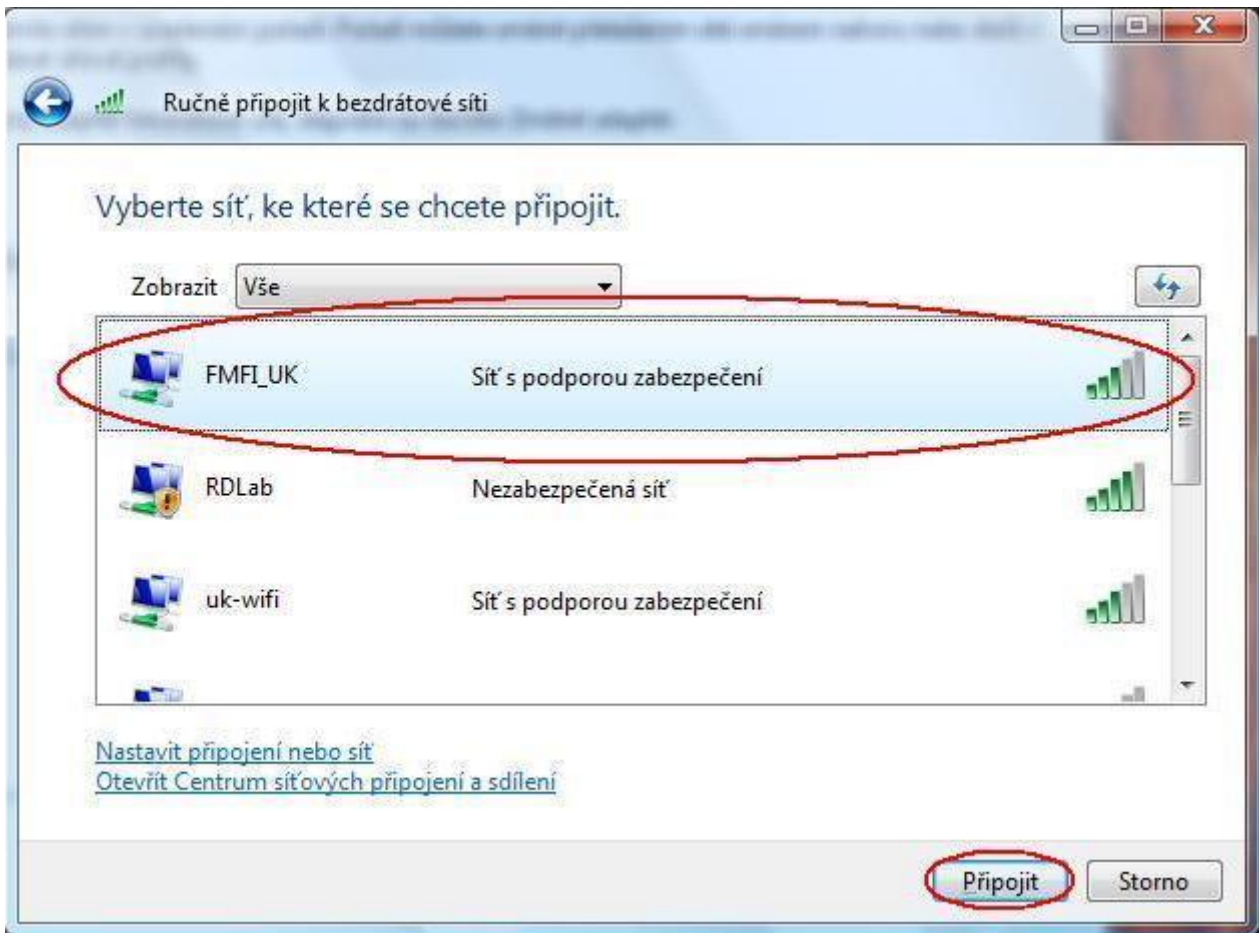 Ručně připojit k bezdrátové síti
Vyberte síť, ke které se chcete připojit.
Zobrazit Vše
FMFI_UK Síť s podporou zabezpečení
RDLab Nezabezpečená síť
uk-wifi Síť s podporou zabezpečení
Nastavit připojení nebo síť
Otevřít Centrum síťových připojení a sdílení
Připojit Storno